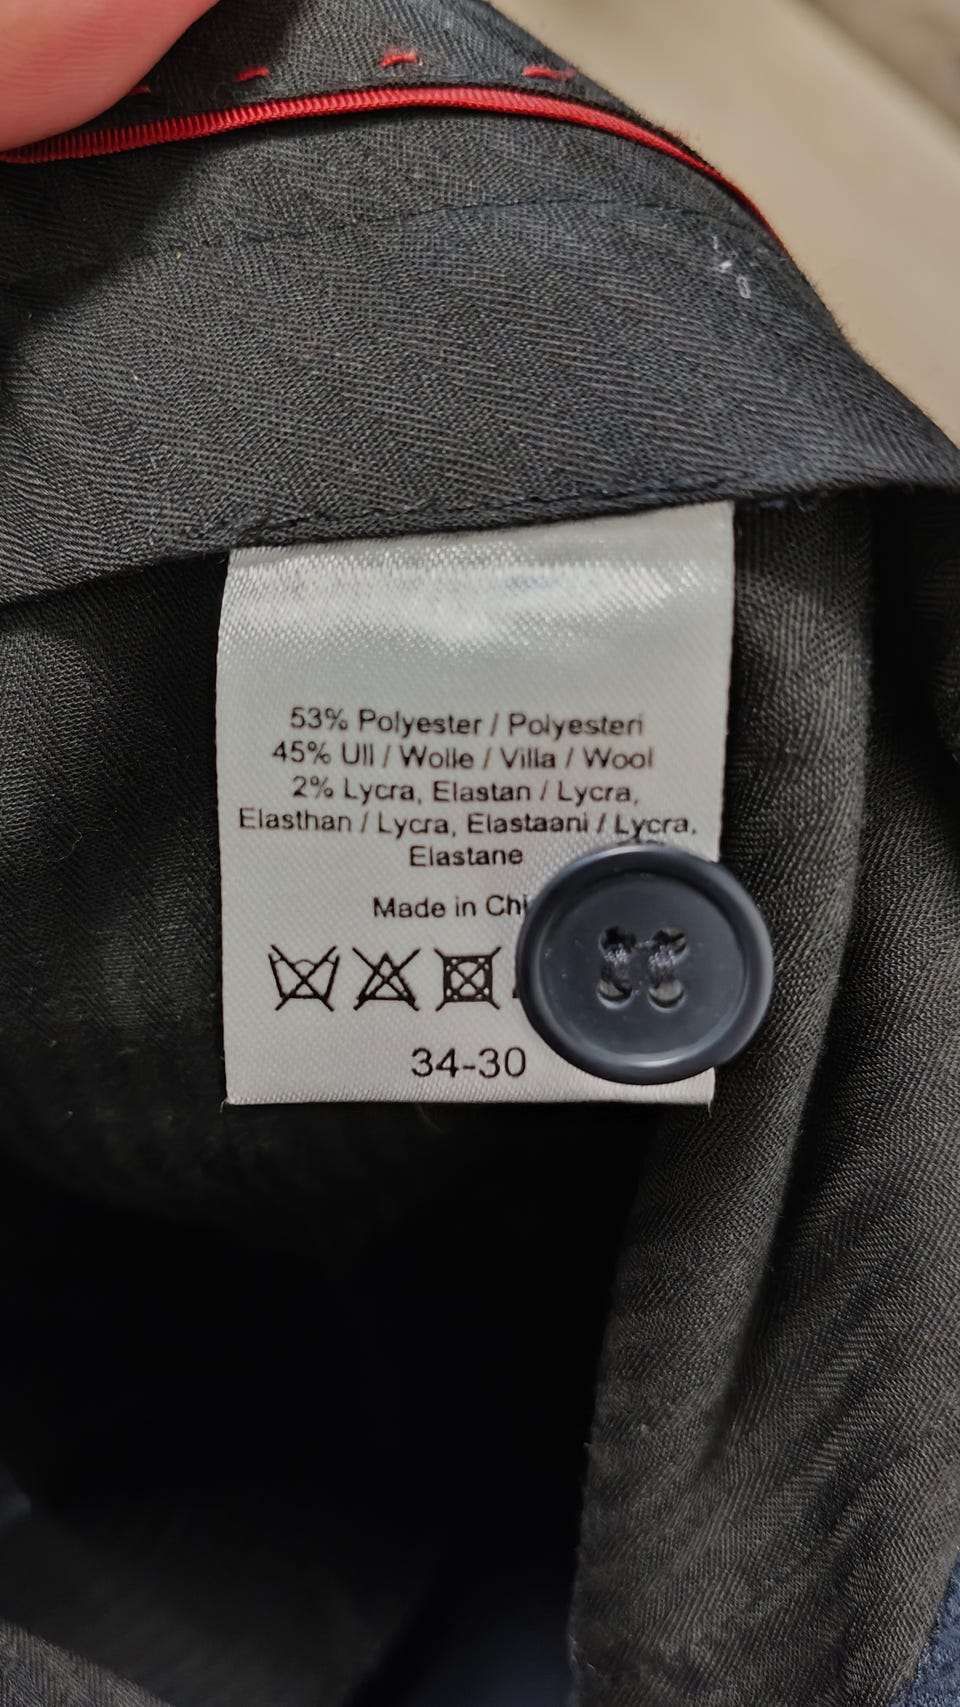 53% Polyester / Polyesteri
45% Ull / Wolle / Villa / Wool
2% Lycra, Elastan / Lycra,
Elasthan / Lycra, Elastaani / Lycra,
Elastane
Made in
34-30